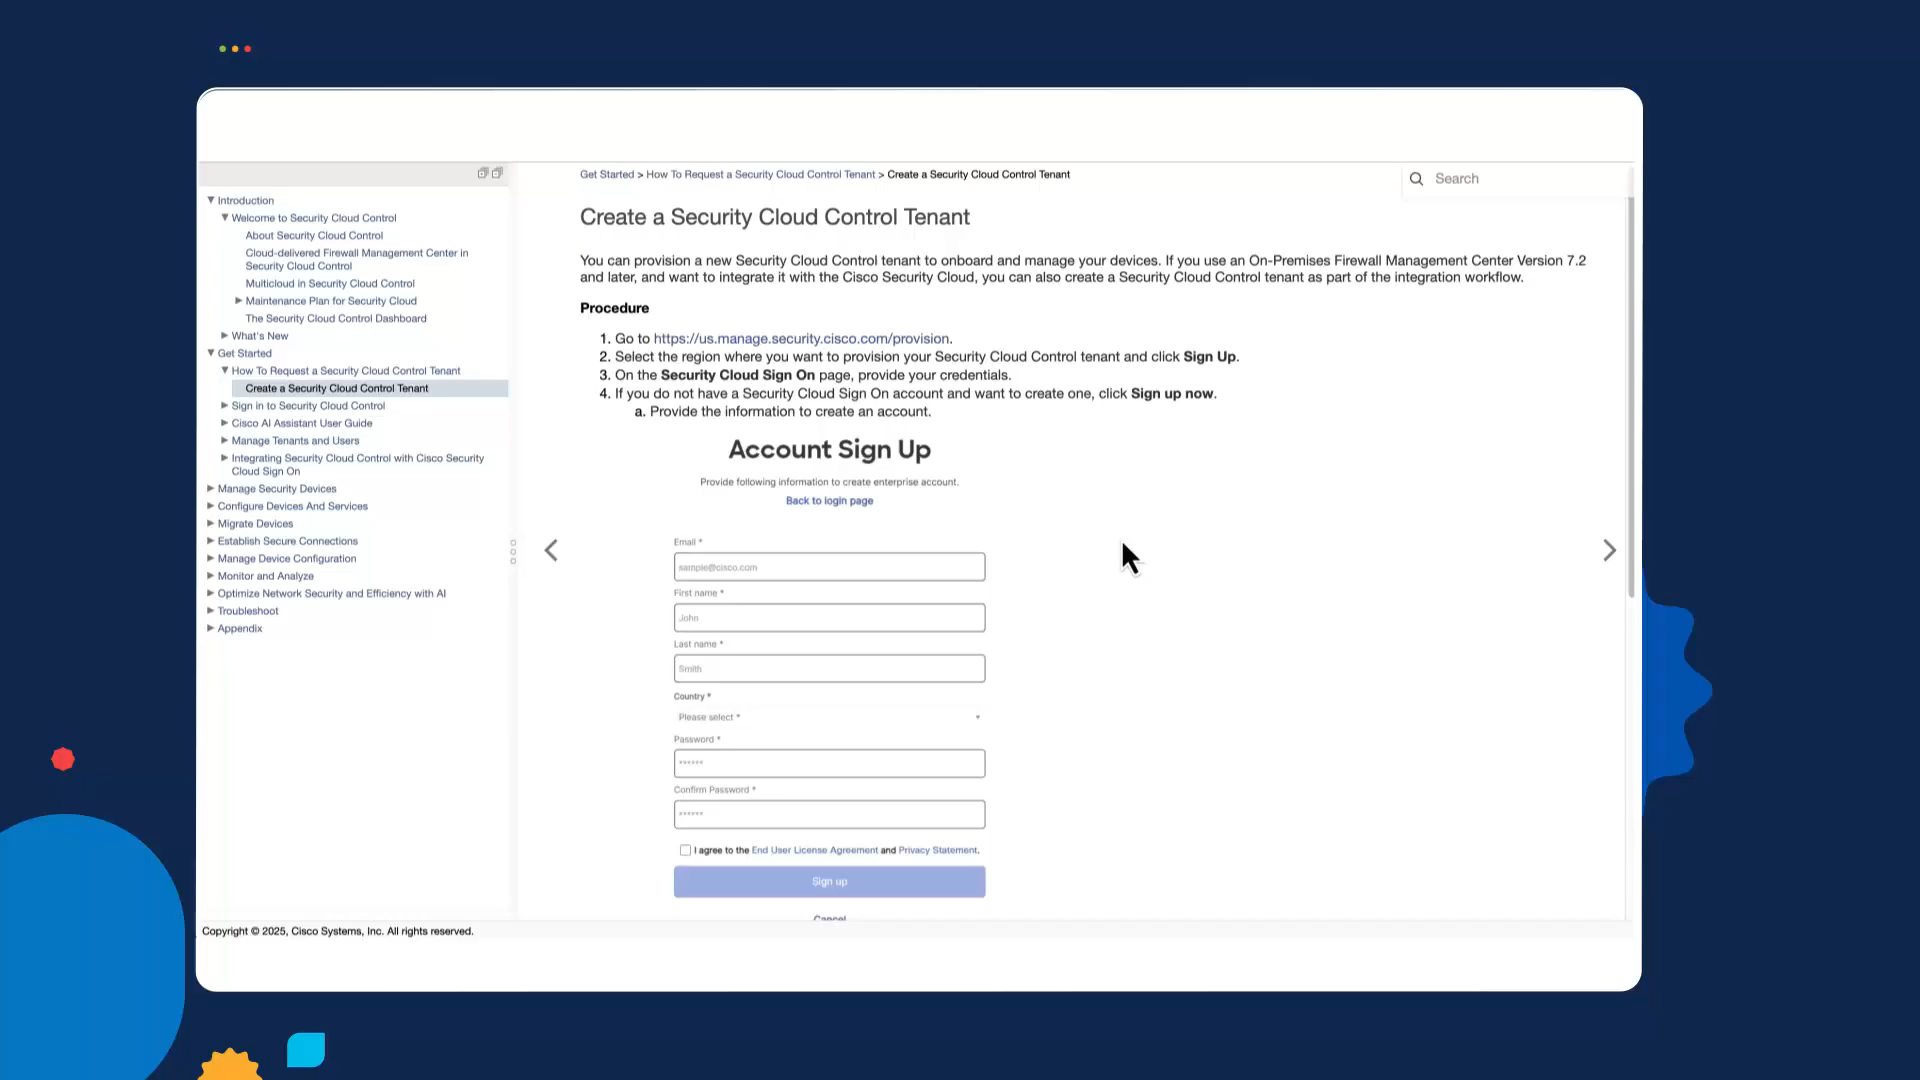 Introduction
Welcome to Security Cloud Control
About Security Cloud Control
Cloud-delivered Firewall Management Center in
Security Cloud Control
Multicloud in Security Cloud Control
Maintenance Plan for Security Cloud
The Security Cloud Control Dashboard
What's New
Get Started
How To Request a Security Cloud Control Tenant
Create a Security Cloud Control Tenant
Sign in to Security Cloud Control
Cisco AI Assistant User Guide
Manage Tenants and Users
Integrating Security Cloud Control with Cisco Security
Cloud Sign On
Manage Security Devices
Configure Devices And Services
Migrate Devices
Establish Secure Connections
Manage Device Configuration
Monitor and Analyze
Optimize Network Security and Efficiency with AI
Troubleshoot
Appendix
Get Started > How To Request a Security Cloud Control Tenant > Create a Security Cloud Control Tenant
Search
Create a Security Cloud Control Tenant
You can provision a new Security Cloud Control tenant to onboard and manage your devices. If you use an On-Premises Firewall Management Center Version 7.2
and later, and want to integrate it with the Cisco Security Cloud, you can also create a Security Cloud Control tenant as part of the integration workflow.
Procedure
1. Go to https://us.manage.security.cisco.com/provision.
2. Select the region where you want to provision your Security Cloud Control tenant and click Sign Up.
3. On the Security Cloud Sign On page, provide your credentials.
4. If you do not have a Security Cloud Sign On account and want to create one, click Sign up now.
a. Provide the information to create an account.
Account Sign Up
Provide following information to create enterprise account.
Back to login page
Email *
sample@cisco.com
First name *
John
Last name *
Smith
Country *
Please select *
Password *
******
Confirm Password *
******
I agree to the End User License Agreement and Privacy Statement.
Sign up
Cancel
Copyright © 2025, Cisco Systems, Inc. All rights reserved.